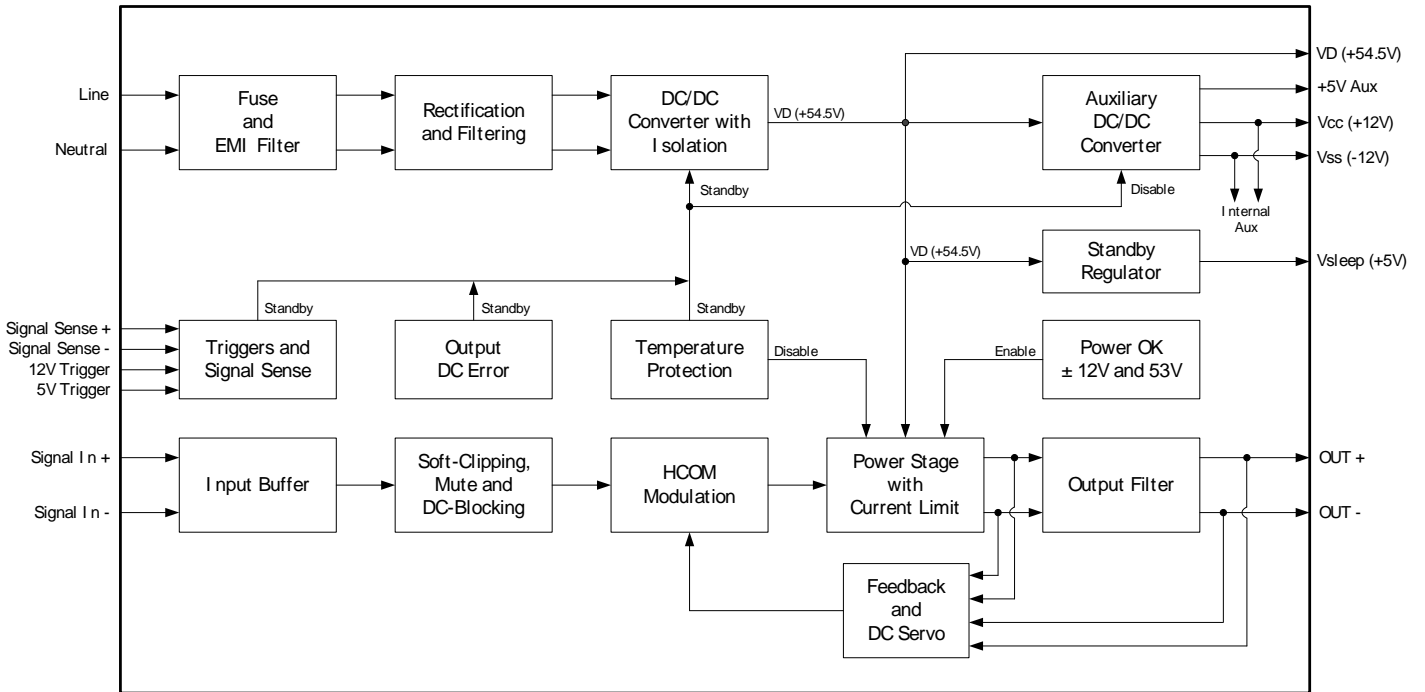 VD (+54.5V)
Line
Fuse
and
EMI Filter
Rectification
and Filtering
DC/DC
Converter with
Isolation
VD (+54.5V)
Auxiliary
DC/DC
Converter
+5V Aux
Vcc (+12V)
Neutral
Vss (-12V)
Standby
Disable
Internal
Aux
VD (+54.5V)
Standby
Regulator
Vsleep (+5V)
Standby
Standby
Signal Sense +
Signal Sense -
12V Trigger
5V Trigger
Triggers and
Signal Sense
Output
DC Error
Temperature
Protection
Disable
Enable
Power OK
± 12V and 53V
Signal In +
Signal In -
Input Buffer
Soft-Clipping,
Mute and
DC-Blocking
HCOM
Modulation
Power Stage
with
Current Limit
Output Filter
OUT +
OUT -
Feedback
and
DC Servo